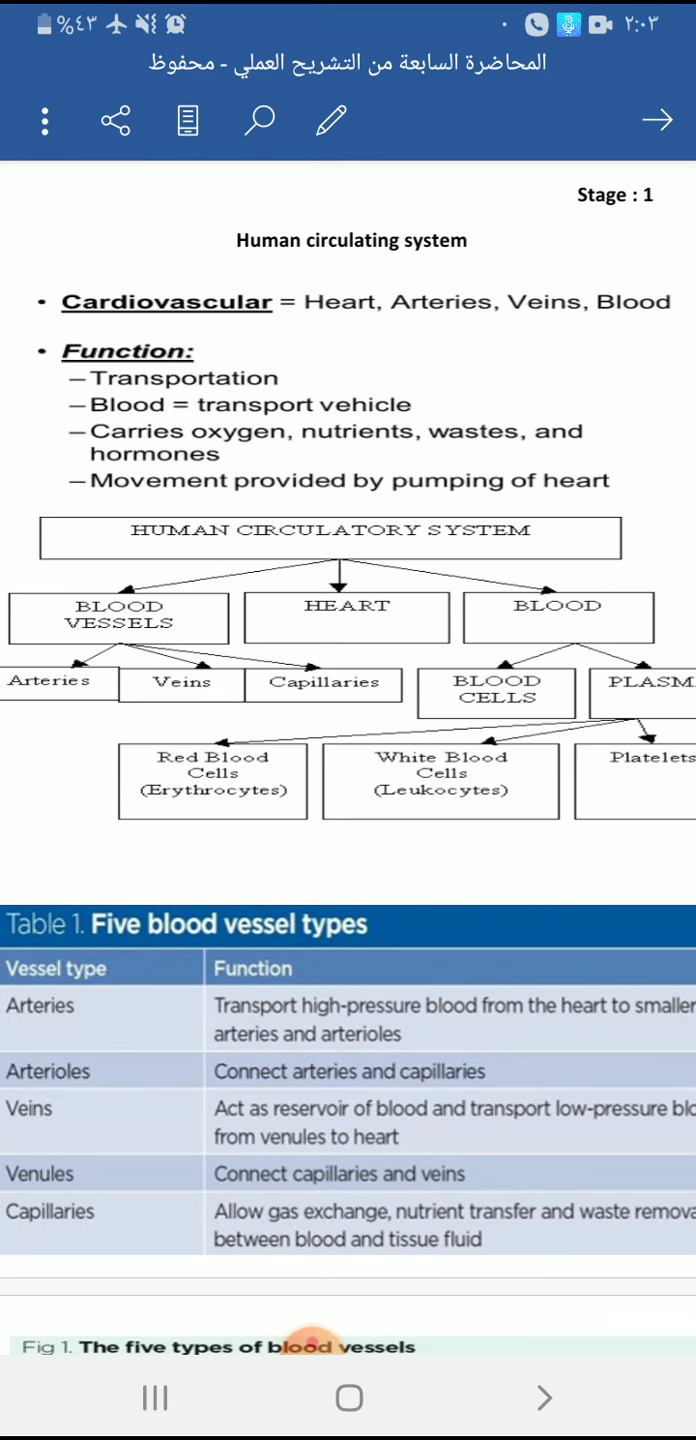 %٤٣
٢:٠٣
المحاضرة السابعة من التشريح العملي - محفوظ
Stage : 1
Human circulating system
• Cardiovascular = Heart, Arteries, Veins, Blood
• Function:
– Transportation
– Blood = transport vehicle
– Carries oxygen, nutrients, wastes, and
hormones
– Movement provided by pumping of heart
HUMAN CIRCULATORY SYSTEM
BLOOD
VESSELS
HEART
BLOOD
Arteries
Veins
Capillaries
BLOOD
CELLS
PLASM
Red Blood
Cells
(Erythrocytes)
White Blood
Cells
(Leukocytes)
Platelets
Table 1. Five blood vessel types
Vessel type Function
Arteries Transport high-pressure blood from the heart to smaller
arteries and arterioles
Arterioles Connect arteries and capillaries
Veins Act as reservoir of blood and transport low-pressure blo
from venules to heart
Venules Connect capillaries and veins
Capillaries Allow gas exchange, nutrient transfer and waste remova
between blood and tissue fluid
Fig 1. The five types of blood vessels